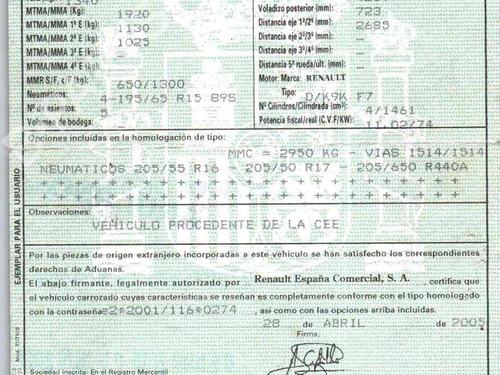 1340
MTMA/MMA (Kg): 1920
MTMA/MMA 1º E (kg): 1130
MTMA/MMA 2º E (kg): 1025
MTMA/MMA 3º E (kg):
MTMA/MMA 4º E (kg):
MMR S/F, c/F (kg): 650/1300
Neumáticos: 4-195/65 R15 89S
Nº de asientos: 5
Volumen de bodega:
Voladizo posterior (mm): 723
Distancia eje 1º/2º (mm): 2685
Distancia eje 2º/3º (mm):
Distancia eje 3º/4º (mm):
Distancia 5ª rueda/últ. (mm):
Motor: Marca: RENAULT
Tipo: D/K9K F7
Nº Cilindros/Cilindrada (cm³): 4/1461
Potencia fiscal/real (C.V.F/KW): 11.02/74
Opciones incluidas en la homologación de tipo:
MMC = 2950 KG - VIAS 1514/1514
NEUMATICOS 205/55 R16 - 205/50 R17 - 205/650 R440A
Observaciones:
VEHICULO PROCEDENTE DE LA CEE
Por las piezas de origen extranjero incorporadas a este vehículo se han satisfecho los correspondientes
derechos de Aduanas.
El abajo firmante, legalmente autorizado por Renault España Comercial, S. A. , certifica que
el vehículo carrozado cuyas características se reseñan es completamente conforme con el tipo homologado
con la contraseña e2*2001/116*0274 , así como con las opciones arriba incluidas.
28 de ABRIL de 2005
Firma.
Sociedad Inscrita: En el Registro Mercantil
EJEMPLAR PARA EL USUARIO